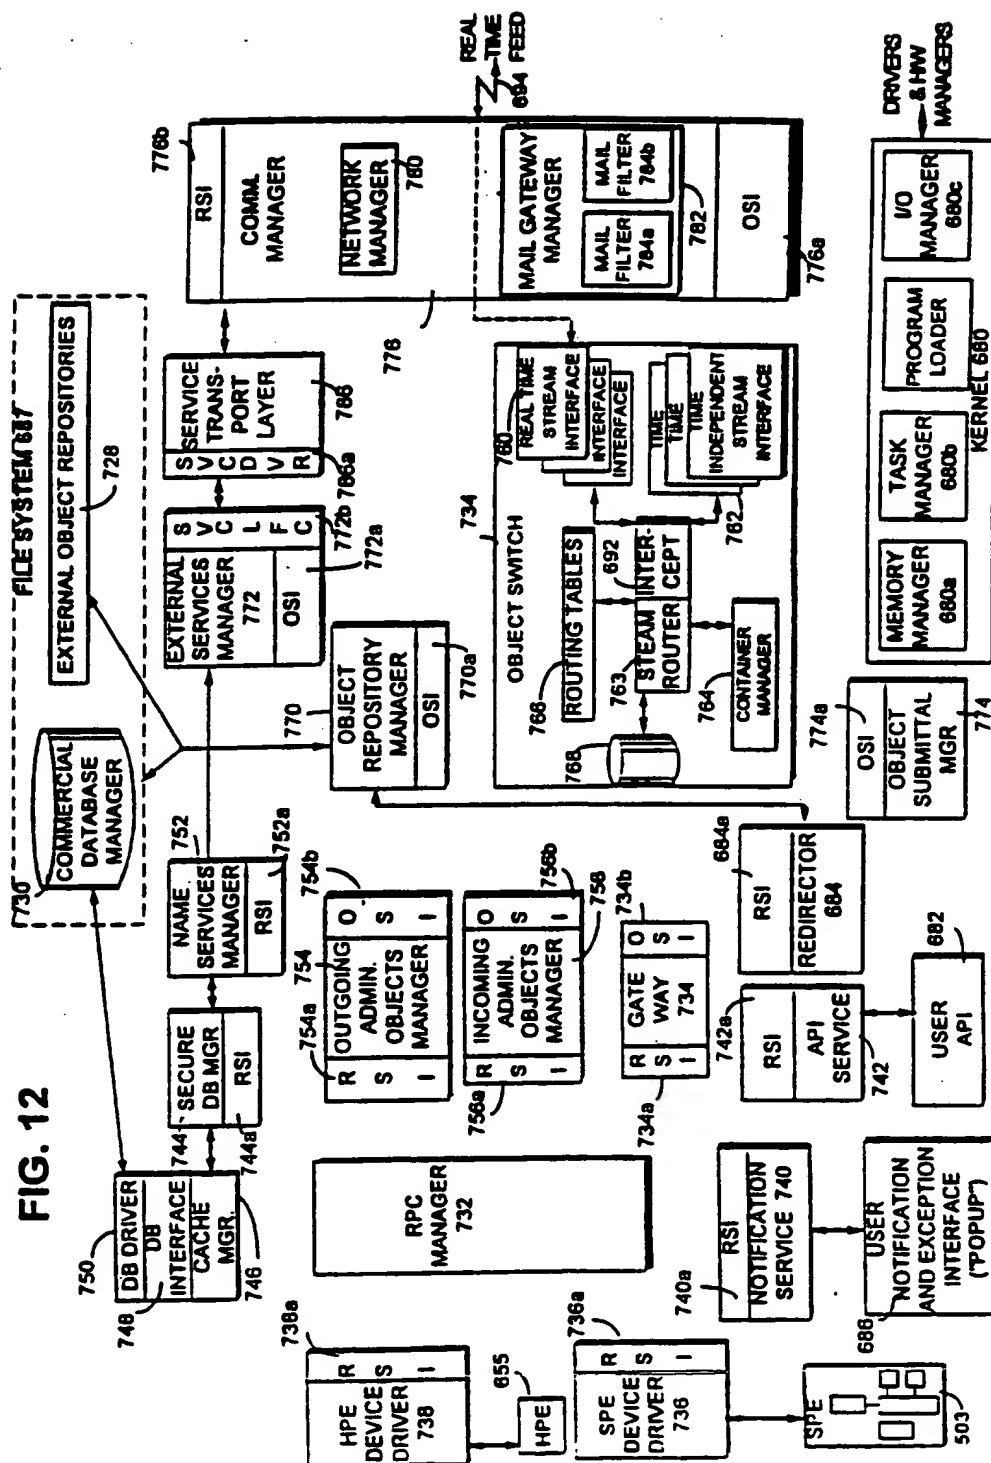 FIG. 12
FILE SYSTEM 687
730
COMMERCIAL
DATABASE
MANAGER
EXTERNAL OBJECT REPOSITORIES
728
750
DB DRIVER
DB
INTERFACE
CACHE
MGR.
748
746
744
SECURE
DB MGR
RSI
744a
NAME
SERVICES
MANAGER
RSI
752
752a
EXTERNAL
SERVICES
MANAGER
772
OSI
S
V
C
L
F
C
772b
772a
S
V
C
D
V
R
SERVICE
TRANS-
PORT
LAYER
786
786a
776b
RSI
COMM
MANAGER
NETWORK
MANAGER
780
776
MAIL GATEWAY
MANAGER
MAIL
FILTER
784a
MAIL
FILTER
784b
782
OSI
776a
REAL
TIME
FEED
694
738a
HPE
DEVICE
DRIVER
738
R
S
I
655
HPE
736a
SPE
DEVICE
DRIVER
736
R
S
I
SPE
503
RPC
MANAGER
732
754a
754
754b
R
S
I
OUTGOING
ADMIN.
OBJECTS
MANAGER
O
S
I
756a
R
S
I
INCOMING
ADMIN.
OBJECTS
MANAGER
O
S
I
756b
756
734a
R
S
I
GATE
WAY
734
O
S
I
734b
770
OBJECT
REPOSITORY
MANAGER
OSI
770a
734
OBJECT SWITCH
760
REAL TIME
STREAM
INTERFACE
INTERFACE
INTERFACE
TIME
TIME
TIME
INDEPENDENT
STREAM
INTERFACE
762
766
ROUTING TABLES
692
INTER-
CEPT
763
STEAM
ROUTER
768
764
CONTAINER
MANAGER
740a
RSI
NOTIFICATION
SERVICE 740
686
USER
NOTIFICATION
AND EXCEPTION
INTERFACE
("POPUP")
742a
RSI
API
SERVICE
742
USER
API
682
684a
RSI
REDIRECTOR
684
774a
OSI
OBJECT
SUBMITTAL
MGR
774
MEMORY
MANAGER
680a
TASK
MANAGER
680b
PROGRAM
LOADER
I/O
MANAGER
680c
KERNEL 680
DRIVERS
& H/W
MANAGERS